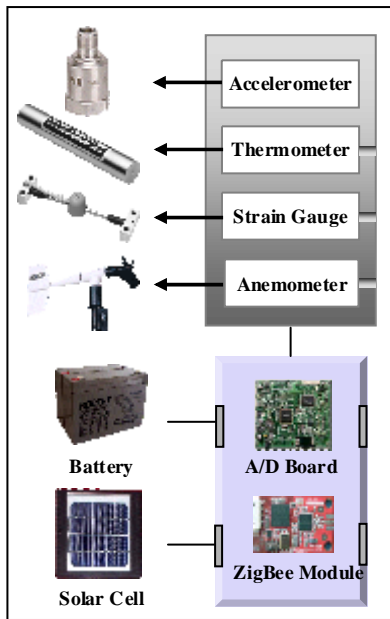 Accelerometer
Thermometer
Strain Gauge
Anemometer
Battery
A/D Board
Solar Cell
ZigBee Module